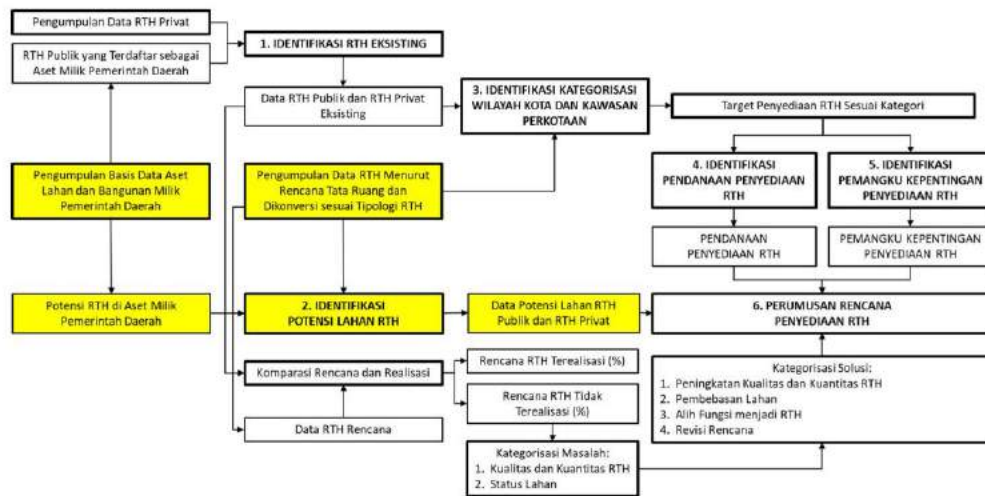 Pengumpulan Data RTH Privat
RTH Publik yang Terdaftar sebagai
Aset Milik Pemerintah Daerah
1. IDENTIFIKASI RTH EKSISTING
Data RTH Publik dan RTH Privat
Eksisting
3. IDENTIFIKASI KATEGORISASI
WILAYAH KOTA DAN KAWASAN
PERKOTAAN
Target Penyediaan RTH Sesuai Kategori
4. IDENTIFIKASI
PENDANAAN PENYEDIAAN
RTH
5. IDENTIFIKASI
PEMANGKU KEPENTINGAN
PENYEDIAAN RTH
Pengumpulan Basis Data Aset
Lahan dan Bangunan Milik
Pemerintah Daerah
Pengumpulan Data RTH Menurut
Rencana Tata Ruang dan
Dikonversi sesuai Tipologi RTH
PENDANAAN
PENYEDIAAN RTH
PEMANGKU KEPENTINGAN
PENYEDIAAN RTH
Potensi RTH di Aset Milik
Pemerintah Daerah
2. IDENTIFIKASI
POTENSI LAHAN RTH
Data Potensi Lahan RTH
Publik dan RTH Privat
6. PERUMUSAN RENCANA
PENYEDIAAN RTH
Komparasi Rencana dan Realisasi
Rencana RTH Terealisasi (%)
Rencana RTH Tidak
Terealisasi (%)
Data RTH Rencana
Kategorisasi Masalah:
1. Kualitas dan Kuantitas RTH
2. Status Lahan
Kategorisasi Solusi:
1. Peningkatan Kualitas dan Kuantitas RTH
2. Pembebasan Lahan
3. Alih Fungsi menjadi RTH
4. Revisi Rencana